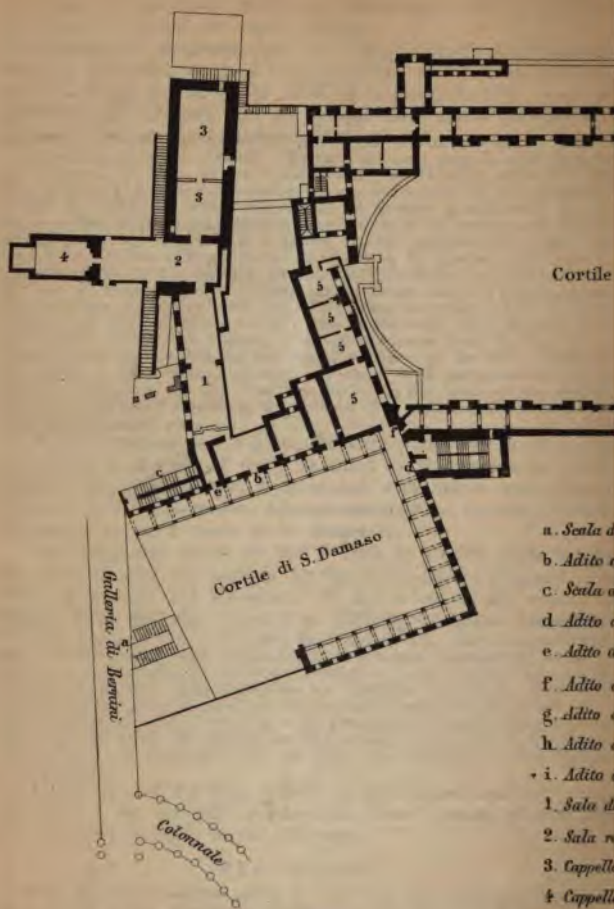 3
3
4
2
1
5
5
5
5
Cortile
c
e
b
d
Cortile di S. Damaso
a
Galleria di Bernini
Colonnale
a. Scala
b. Adito
c. Scala
d. Adito
e. Adito
f. Adito
g. Adito
h. Adito
i. Adito
1. Sala
2. Sala
3. Cappella
4. Cappella